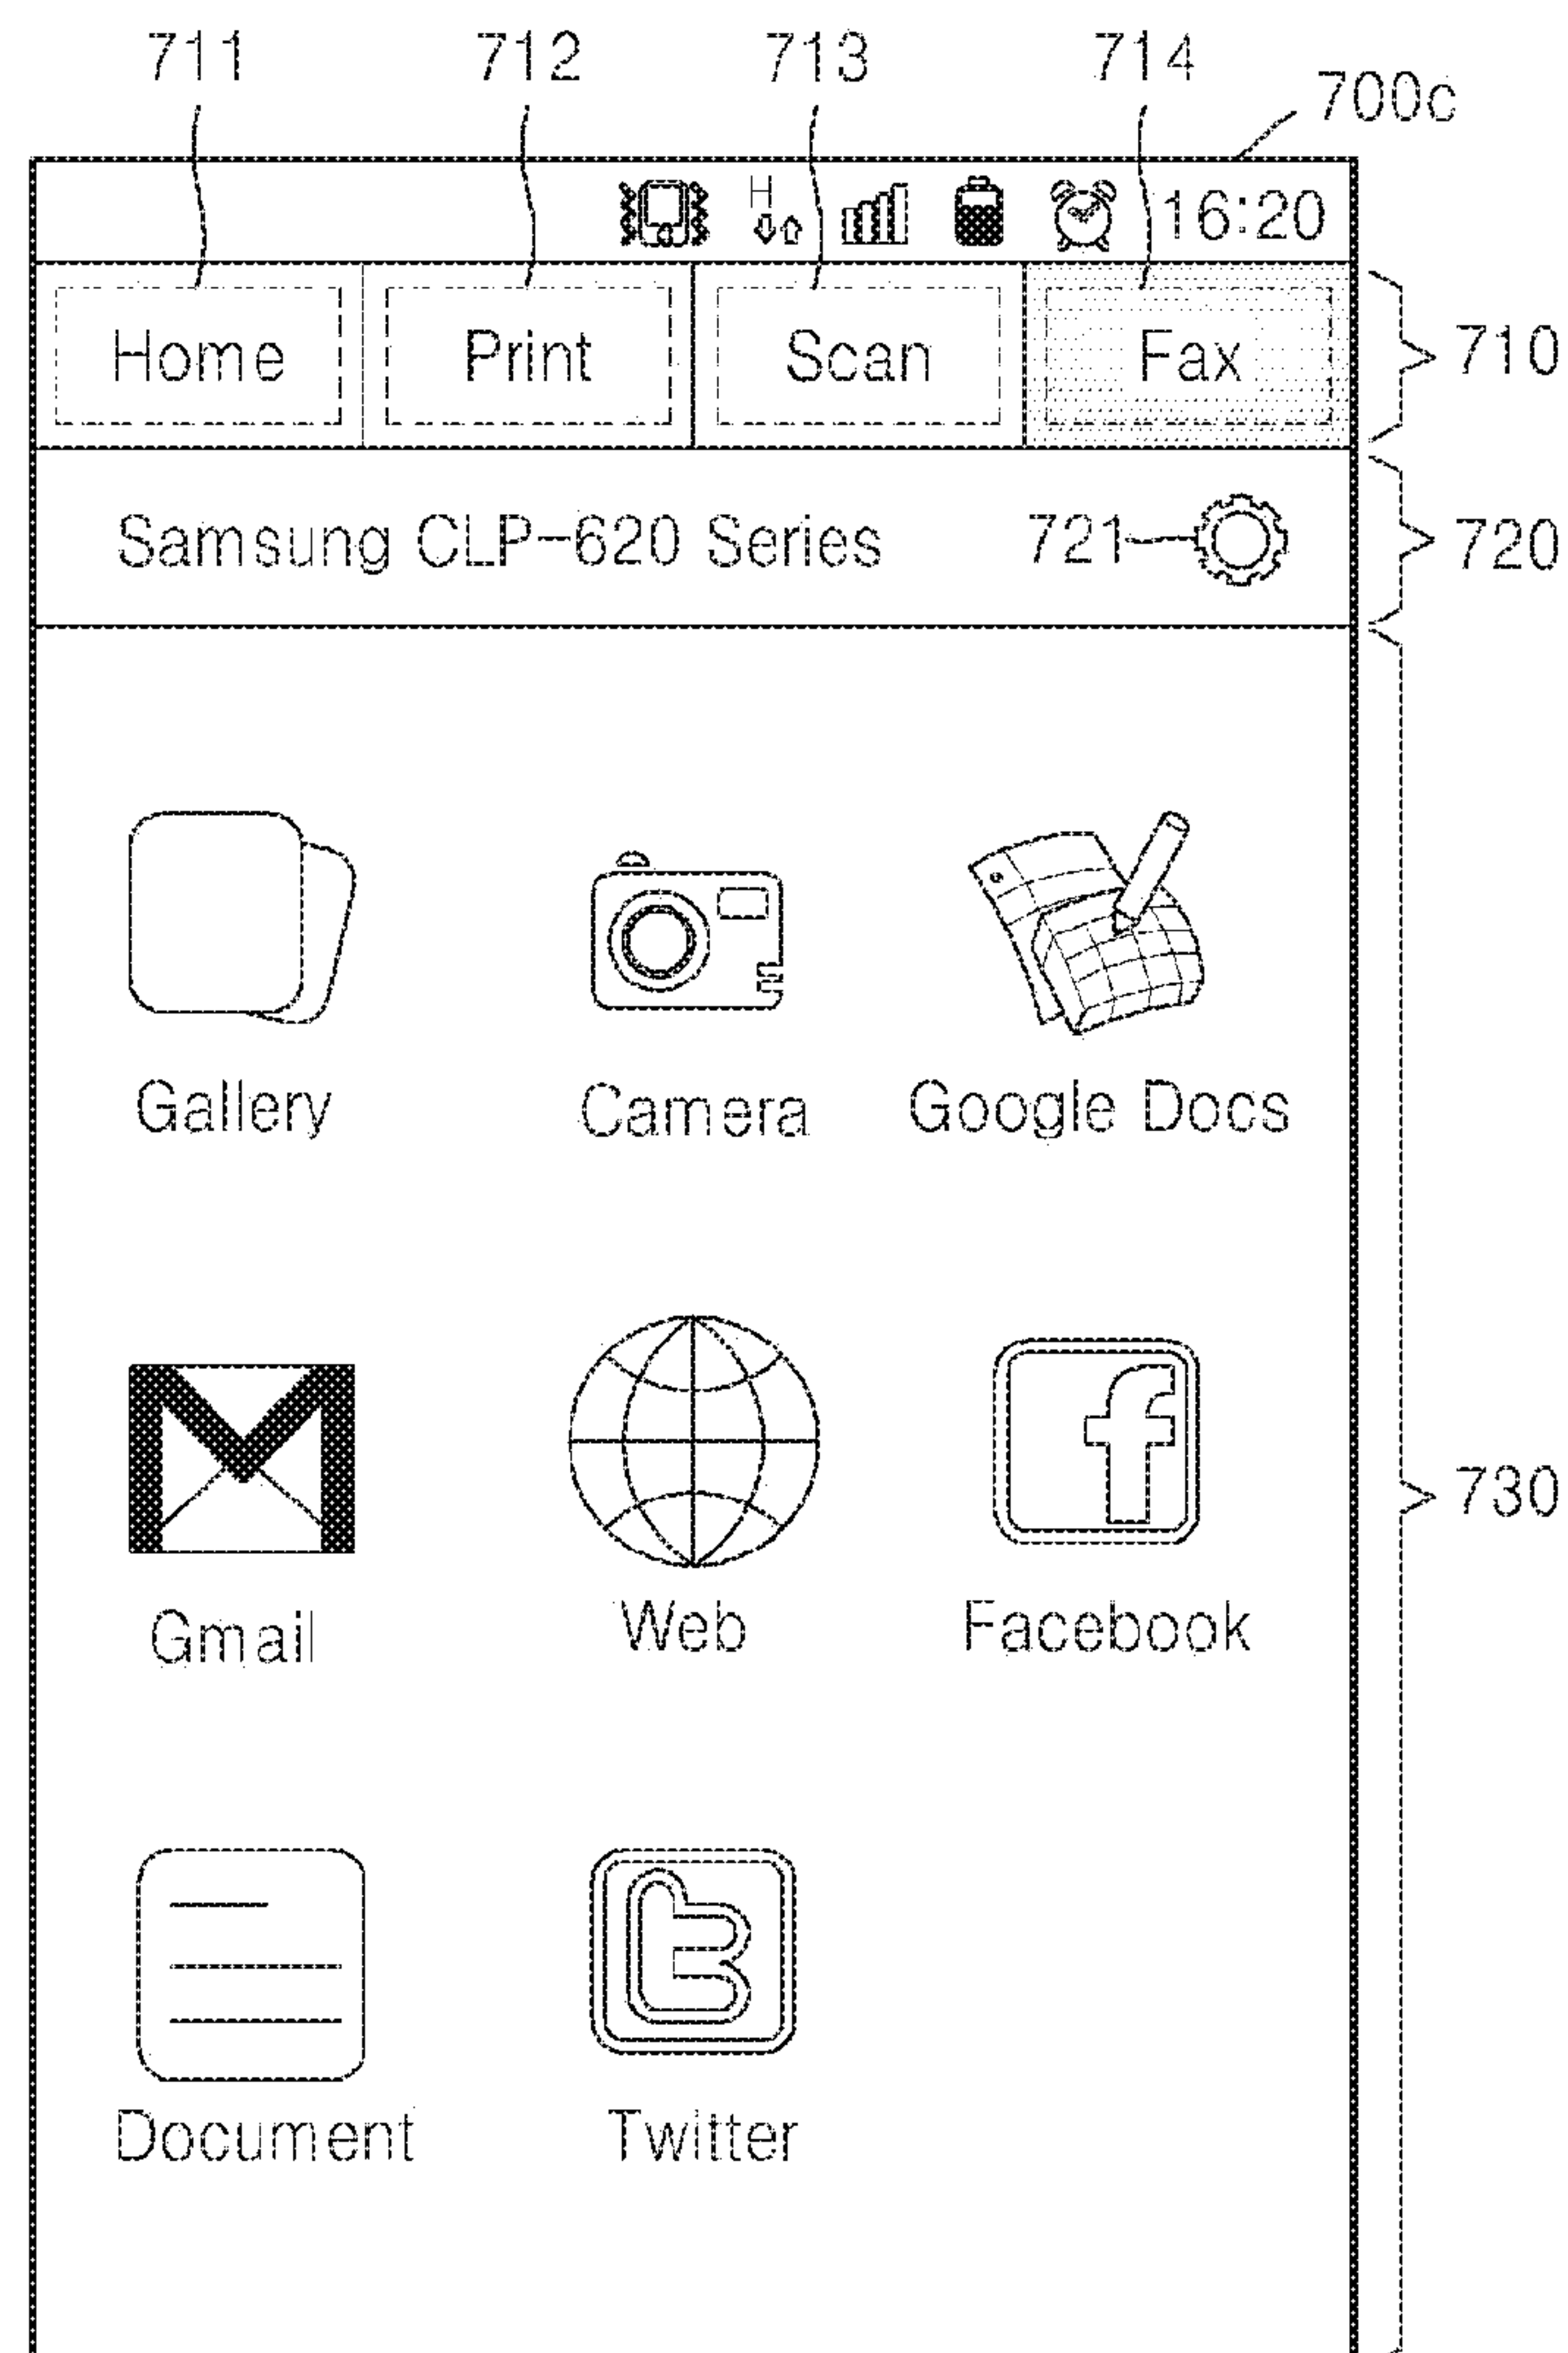 711 712 713 714
700c
H 16:20
Home Print Scan Fax 710
Samsung CLP-620 Series 721 720
Gallery Camera Google Docs
730
Gmail Web Facebook
Document Twitter